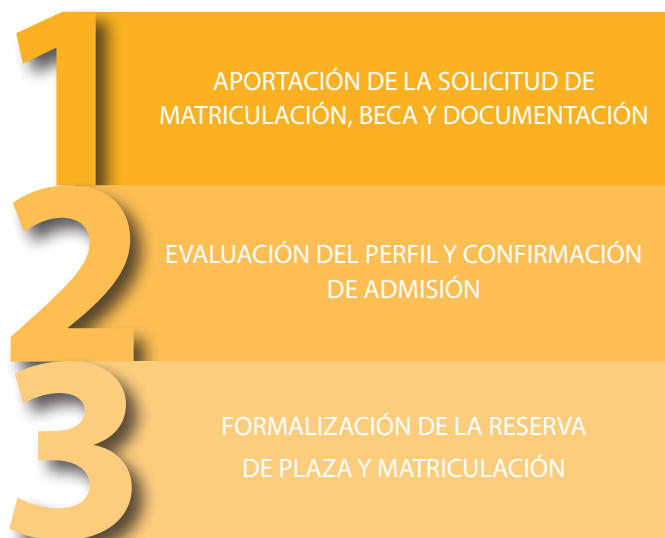 1
APORTACIÓN DE LA SOLICITUD DE
MATRICULACIÓN, BECA Y DOCUMENTACIÓN
2
EVALUACIÓN DEL PERFIL Y CONFIRMACIÓN
DE ADMISIÓN
3
FORMALIZACIÓN DE LA RESERVA
DE PLAZA Y MATRICULACIÓN